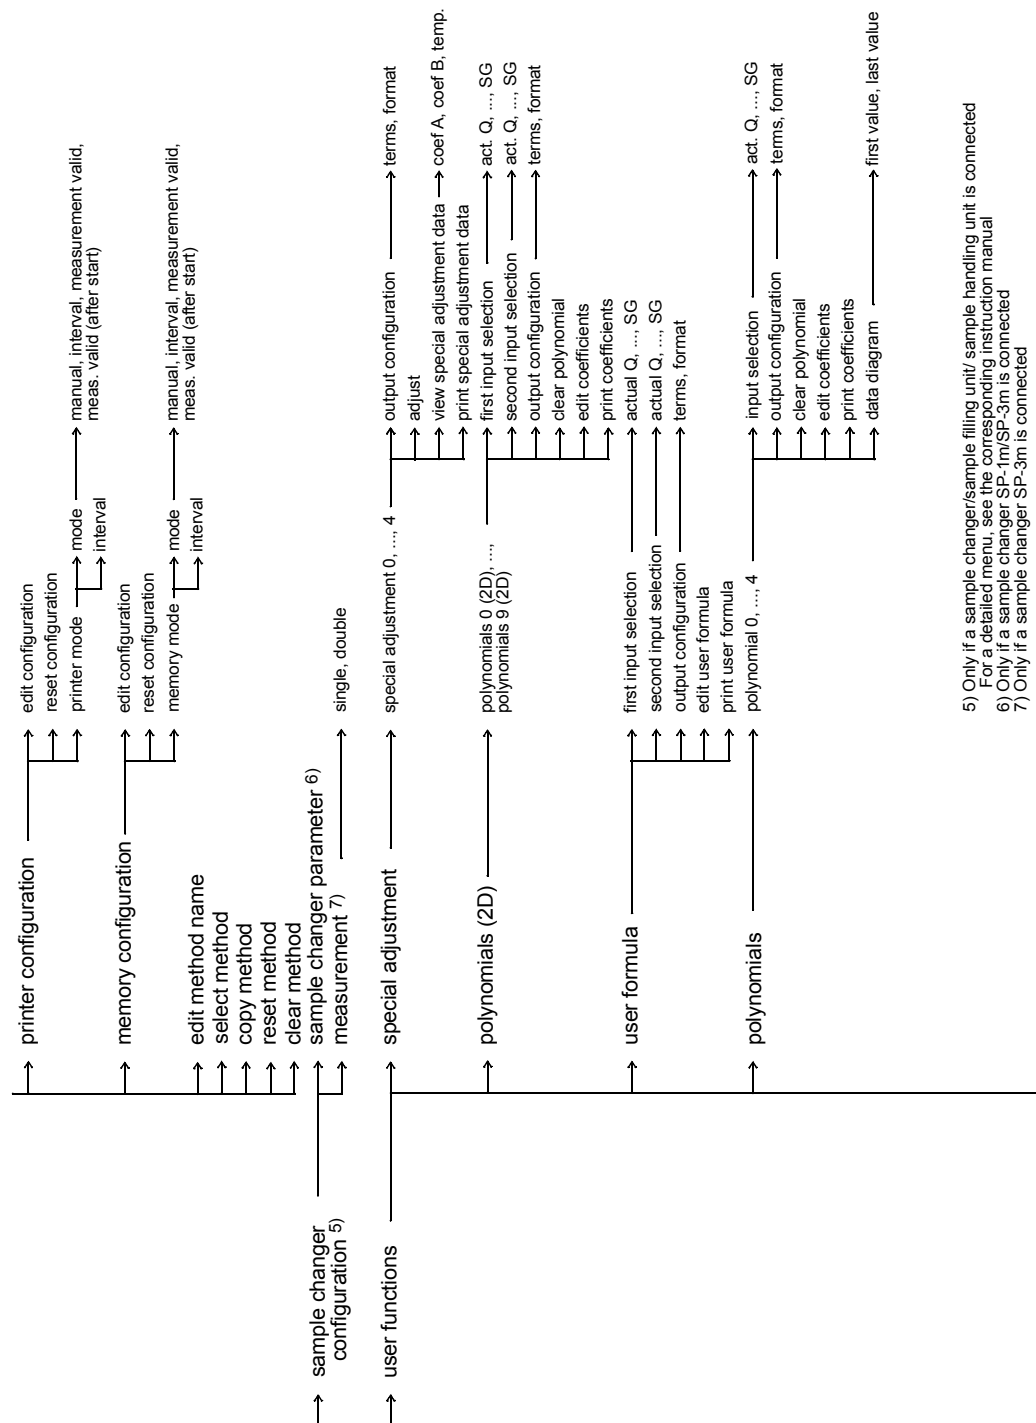 printer configuration
edit configuration
reset configuration
printer mode
mode
manual, interval, measurement valid,
meas. valid (after start)
interval
memory configuration
edit configuration
reset configuration
memory mode
mode
manual, interval, measurement valid,
meas. valid (after start)
interval
edit method name
select method
copy method
reset method
clear method
sample changer
configuration 5)
sample changer parameter 6)
measurement 7)
single, double
user functions
special adjustment
special adjustment 0, ..., 4
output configuration
terms, format
adjust
view special adjustment data
coef A, coef B, temp.
print special adjustment data
polynomials (2D)
polynomials 0 (2D), ...,
polynomials 9 (2D)
first input selection
act. Q, ..., SG
second input selection
act. Q, ..., SG
output configuration
terms, format
clear polynomial
edit coefficients
print coefficients
user formula
first input selection
actual Q, ..., SG
second input selection
actual Q, ..., SG
output configuration
terms, format
edit user formula
print user formula
polynomials
polynomial 0, ..., 4
input selection
act. Q, ..., SG
output configuration
terms, format
clear polynomial
edit coefficients
print coefficients
data diagram
first value, last value
5) Only if a sample changer/sample filling unit/ sample handling unit is connected
For a detailed menu, see the corresponding instruction manual
6) Only if a sample changer SP-1m/SP-3m is connected
7) Only if a sample changer SP-3m is connected